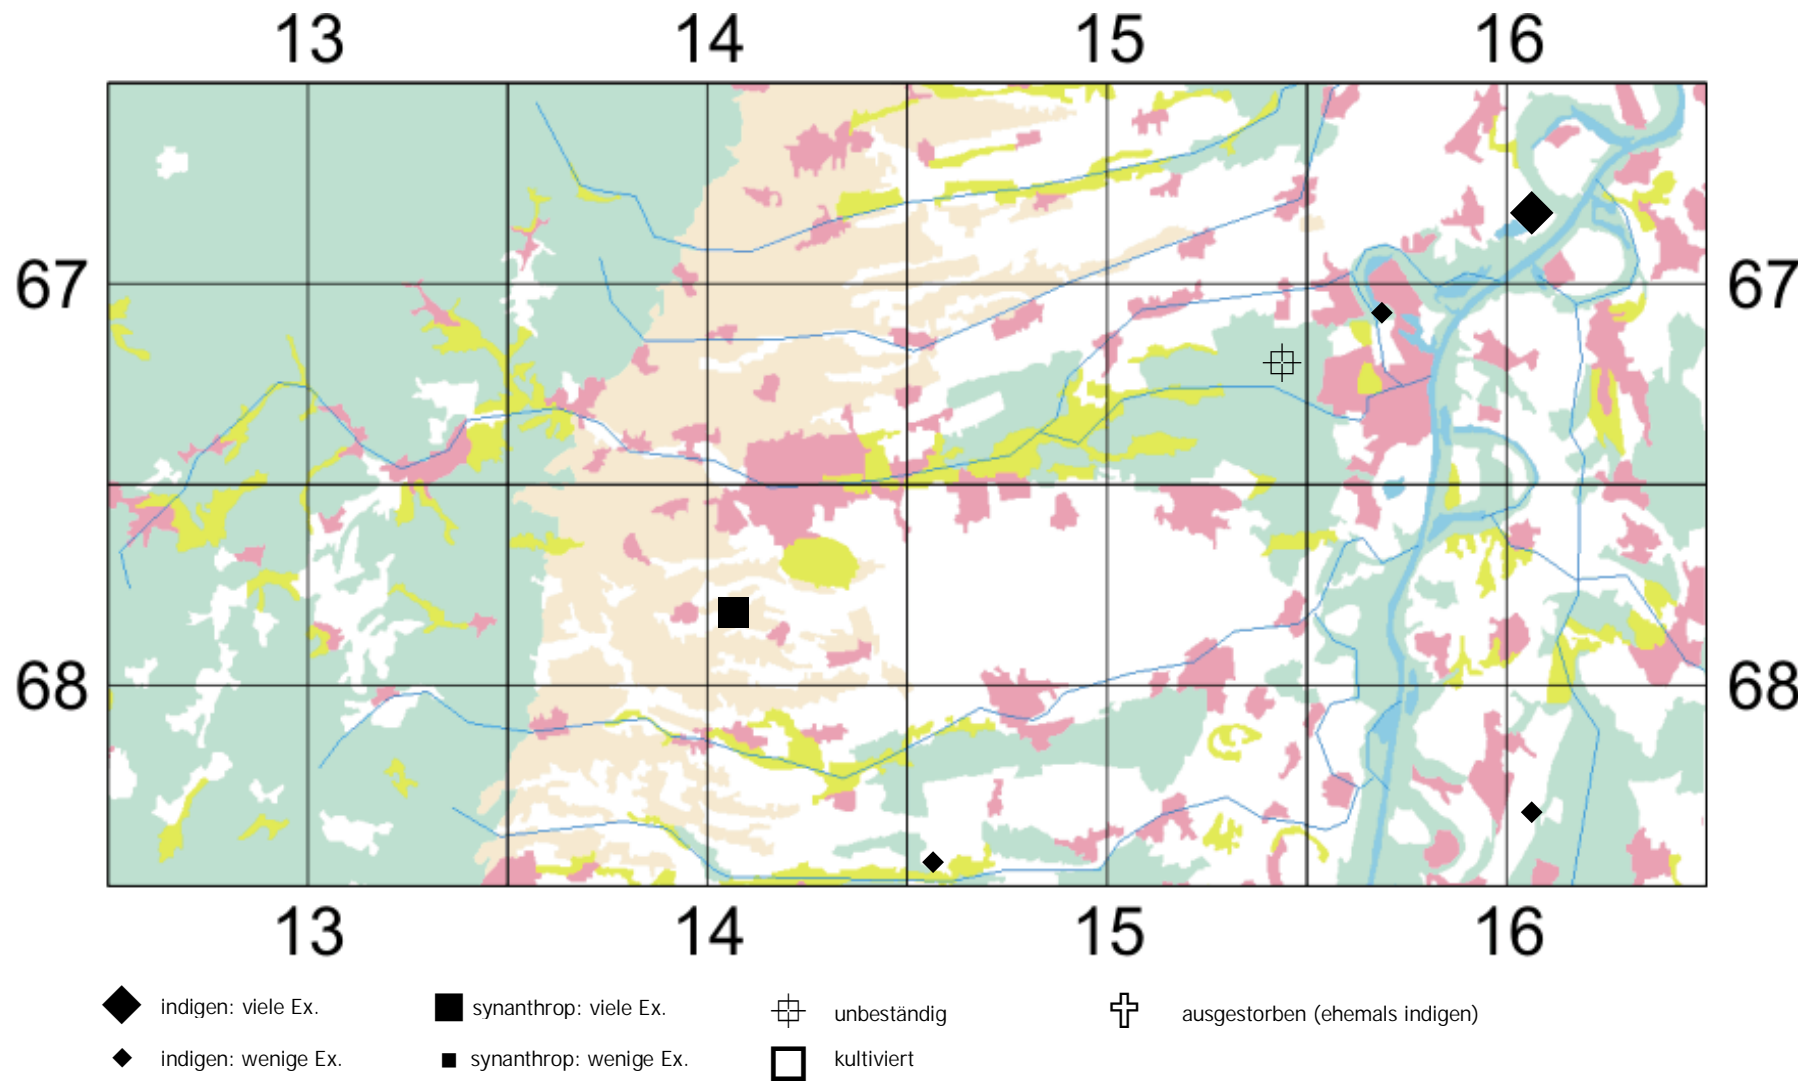 13 14 15 16
67 67
68 68
13 14 15 16
indigen: viele Ex. synanthrop: viele Ex. unbeständig ausgestorben (ehemals indigen)
indigen: wenige Ex. synanthrop: wenige Ex. kultiviert